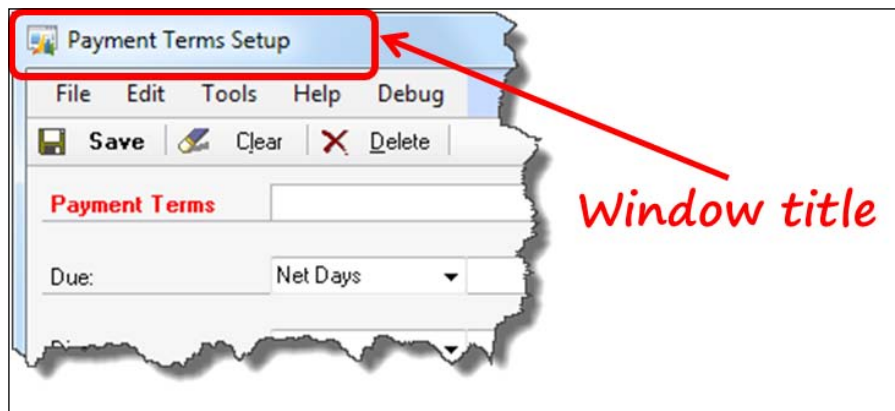 Payment Terms Setup
File Edit Tools Help Debug
Save Clear Delete
Payment Terms
Window title
Due: Net Days